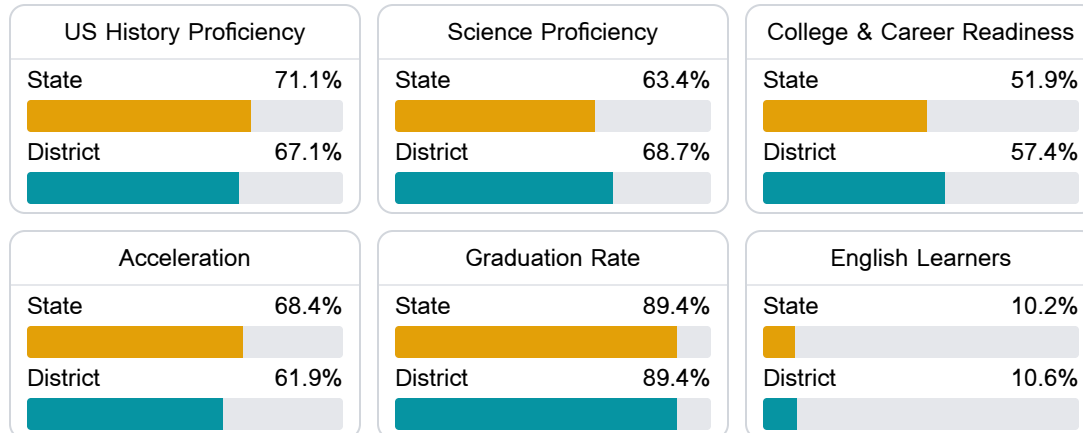 US History Proficiency
State 71.1%
District 67.1%
Science Proficiency
State 63.4%
District 68.7%
College & Career Readiness
State 51.9%
District 57.4%
Acceleration
State 68.4%
District 61.9%
Graduation Rate
State 89.4%
District 89.4%
English Learners
State 10.2%
District 10.6%